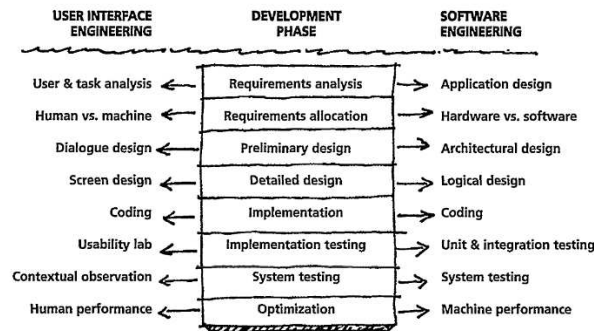 USER INTERFACE ENGINEERING
DEVELOPMENT PHASE
SOFTWARE ENGINEERING
User & task analysis
Requirements analysis
Application design
Human vs. machine
Requirements allocation
Hardware vs. software
Dialogue design
Preliminary design
Architectural design
Screen design
Detailed design
Logical design
Coding
Implementation
Coding
Usability lab
Implementation testing
Unit & integration testing
Contextual observation
System testing
System testing
Human performance
Optimization
Machine performance